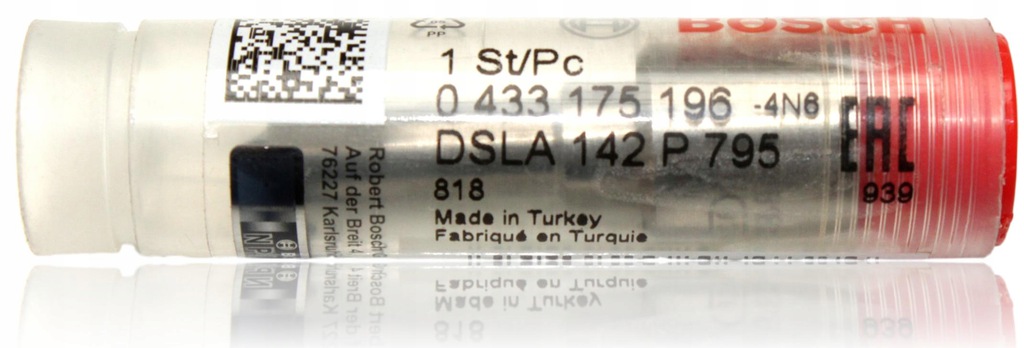 BOSCH
PP
1 St/Pc
0 433 175 196 -4N6
DSLA 142 P 795
818
Made in Turkey
Fabriqué en Turquie
EAC
939
Robert Bosch
Auf der Breit 4
76227 Karlsru